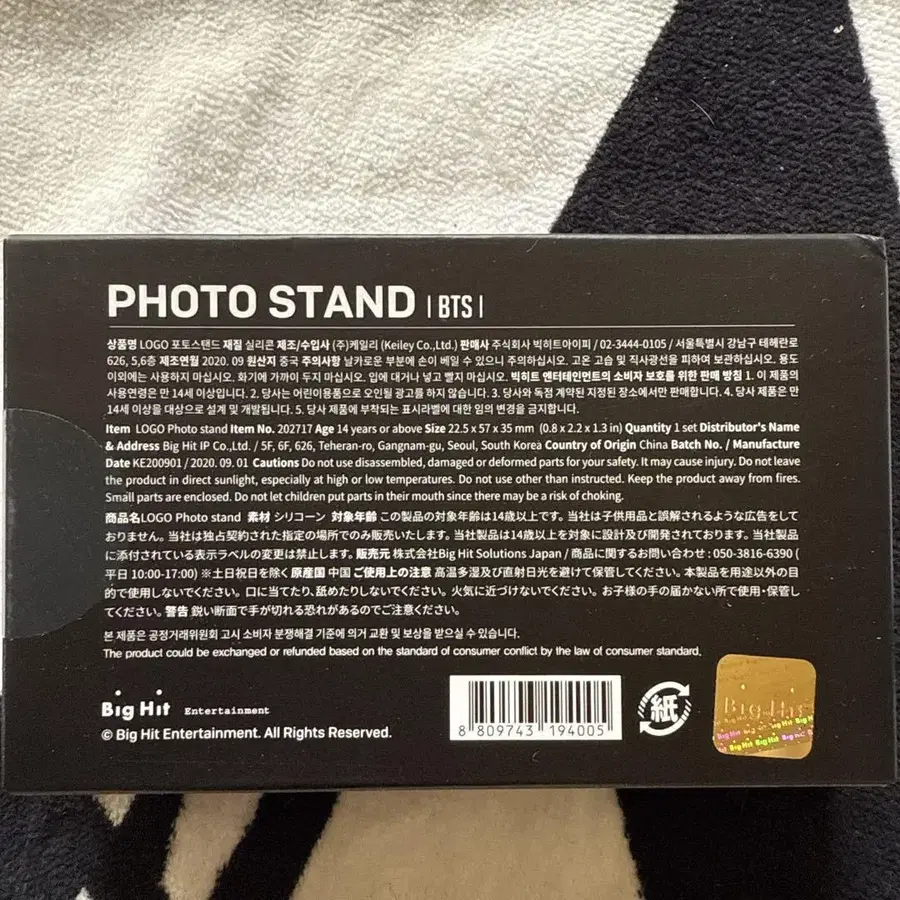 PHOTO STAND | BTS |
상품명 LOGO 포토스탠드 재질 실리콘 제조/수입사 (주)케일리 (Keiley Co.,Ltd.) 판매사 주식회사 빅히트아이피 / 02-3444-0105 / 서울특별시 강남구 테헤란로
626, 5,6층 제조연월 2020. 09 원산지 중국 주의사항 날카로운 부분에 손이 베일 수 있으니 주의하십시오. 고온 고습 및 직사광선을 피하여 보관하십시오. 용도
이외에는 사용하지 마십시오. 화기에 가까이 두지 마십시오. 입에 대거나 넣고 빨지 마십시오. 빅히트 엔터테인먼트의 소비자 보호를 위한 판매 방침 1. 이 제품의
사용연령은 만 14세 이상입니다. 2. 당사는 어린이용품으로 오인될 광고를 하지 않습니다. 3. 당사와 독점 계약된 지정된 장소에서만 판매합니다. 4. 당사 제품은 만
14세 이상을 대상으로 설계 및 개발됩니다. 5. 당사 제품에 부착되는 표시라벨에 대한 임의 변경을 금지합니다.
Item LOGO Photo stand Item No. 202717 Age 14 years or above Size 22.5 x 57 x 35 mm (0.8 x 2.2 x 1.3 in) Quantity 1 set Distributor's Name
& Address Big Hit IP Co.,Ltd. / 5F, 6F, 626, Teheran-ro, Gangnam-gu, Seoul, South Korea Country of Origin China Batch No. / Manufacture
Date KE200901 / 2020. 09. 01 Cautions Do not use disassembled, damaged or deformed parts for your safety. It may cause injury. Do not leave
the product in direct sunlight, especially at high or low temperatures. Do not use other than instructed. Keep the product away from fires.
Small parts are enclosed. Do not let children put parts in their mouth since there may be a risk of choking.
商品名LOGO Photo stand 素材 シリコーン 対象年齢 この製品の対象年齢は14歳以上です。当社は子供用品と誤解されるような広告をして
おりません。当社は独占契約された指定の場所でのみ販売いたします。当社製品は14歳以上を対象に設計及び開発されております。当社製品
に添付されている表示ラベルの変更は禁止します。販売元 株式会社Big Hit Solutions Japan / 商品に関するお問い合わせ : 050-3816-6390 (
平日 10:00-17:00) ※土日祝日を除く 原産国 中国 ご使用上の注意 高温多湿及び直射日光を避けて保管してください。本製品を用途以外の目
的で使用しないでください。口に当てたり、舐めたりしないでください。火気に近づけないでください。お子様の手の届かない所で使用・保管し
てください。警告 鋭い断面で手が切れる恐れがあるのでご注意ください。
본 제품은 공정거래위원회 고시 소비자 분쟁해결 기준에 의거 교환 및 보상을 받으실 수 있습니다.
The product could be exchanged or refunded based on the standard of consumer conflict by the law of consumer standard.
Big Hit Entertainment
© Big Hit Entertainment. All Rights Reserved.
8 809743 194005
紙
Big Hit
Big Hit Big Hit Big Hit